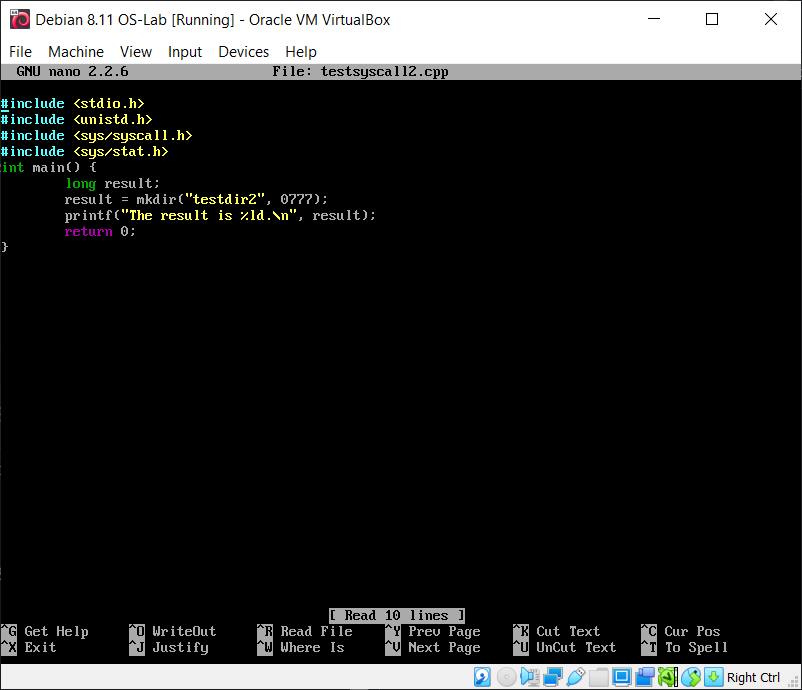 Debian 8.11 OS-Lab [Running] - Oracle VM VirtualBox
File Machine View Input Devices Help
GNU nano 2.2.6 File: testsyscall2.cpp
#include <stdio.h>
#include <unistd.h>
#include <sys/syscall.h>
#include <sys/stat.h>
int main() {
long result;
result = mkdir("testdir2", 0777);
printf("The result is %ld.\n", result);
return 0;
}
[ Read 10 lines ]
^G Get Help ^O WriteOut ^R Read File ^Y Prev Page ^K Cut Text ^C Cur Pos
^X Exit ^J Justify ^W Where Is ^V Next Page ^U UnCut Text ^T To Spell
Right Ctrl